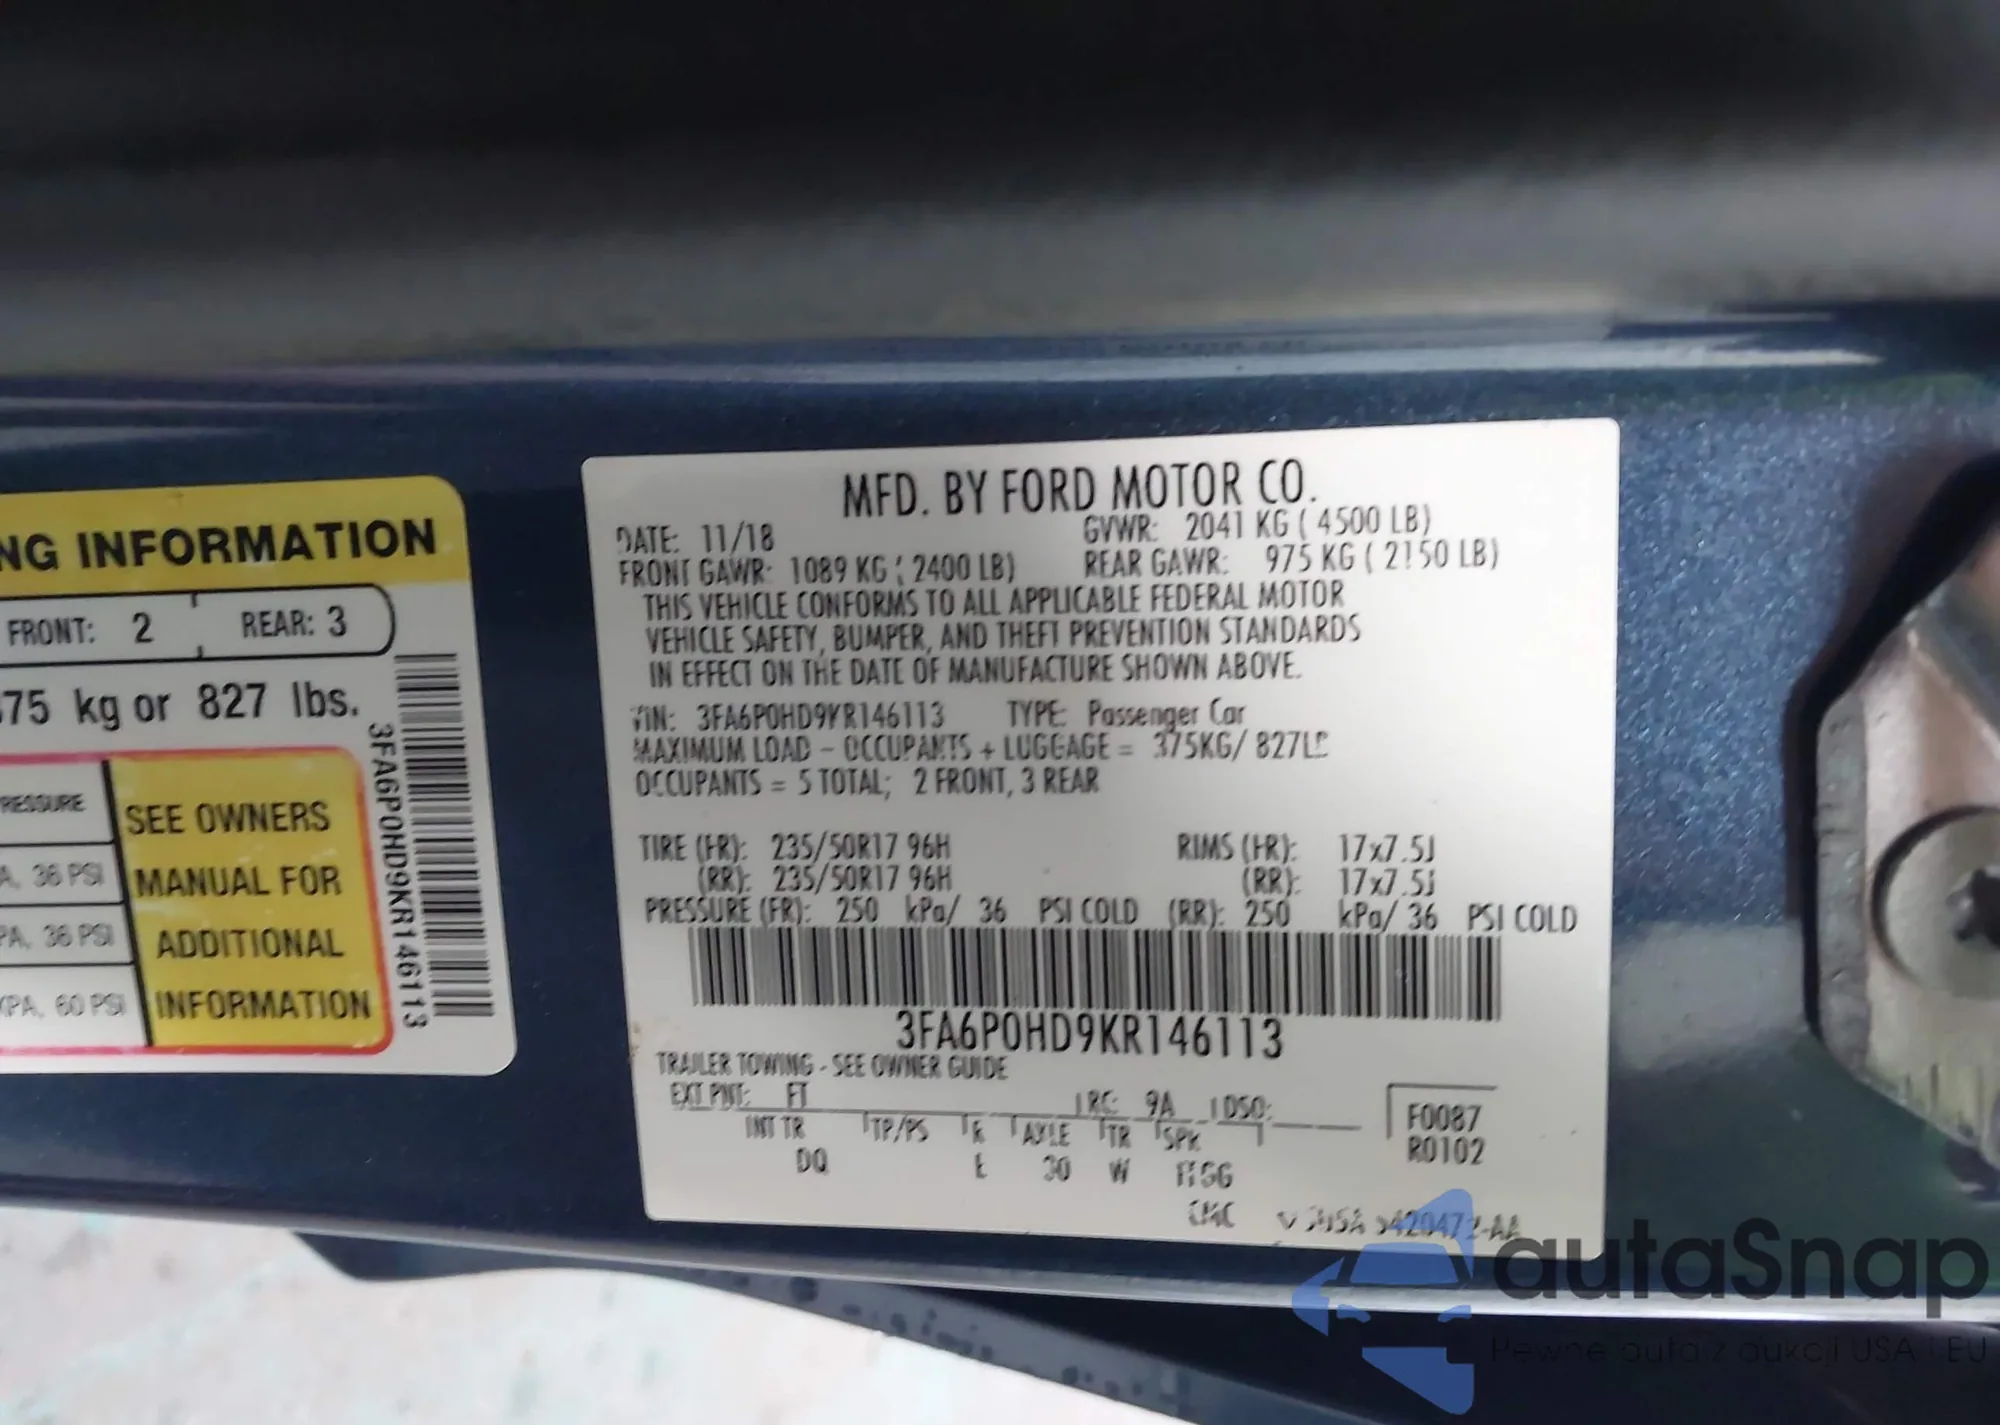 NG INFORMATION
FRONT: 2 REAR: 3
75 kg or 827 lbs.
RESSURE
SEE OWNERS
MANUAL FOR
ADDITIONAL
INFORMATION
A, 36 PSI
PA, 36 PSI
KPA, 60 PSI
3FA6P0HD9KR146113
MFD. BY FORD MOTOR CO.
DATE: 11/18 GVWR: 2041 KG ( 4500 LB)
FRONT GAWR: 1089 KG ( 2400 LB) REAR GAWR: 975 KG ( 2150 LB)
THIS VEHICLE CONFORMS TO ALL APPLICABLE FEDERAL MOTOR
VEHICLE SAFETY, BUMPER, AND THEFT PREVENTION STANDARDS
IN EFFECT ON THE DATE OF MANUFACTURE SHOWN ABOVE.
VIN: 3FA6P0HD9KR146113 TYPE: Passenger Car
MAXIMUM LOAD - OCCUPANTS + LUGGAGE = 375KG/ 827LB
OCCUPANTS = 5 TOTAL; 2 FRONT, 3 REAR
TIRE (FR): 235/50R17 96H RIMS (FR): 17x7.5J
(RR): 235/50R17 96H (RR): 17x7.5J
PRESSURE (FR): 250 kPa/ 36 PSI COLD (RR): 250 kPa/ 36 PSI COLD
3FA6P0HD9KR146113
TRAILER TOWING - SEE OWNER GUIDE
EXT PNT: FT RC: 9A DSO:
INT TR TP/PS R AXLE TR SPR
DQ E 30 W
F0087
R0102
autaSnap
Pewne auta z aukcji USA i EU